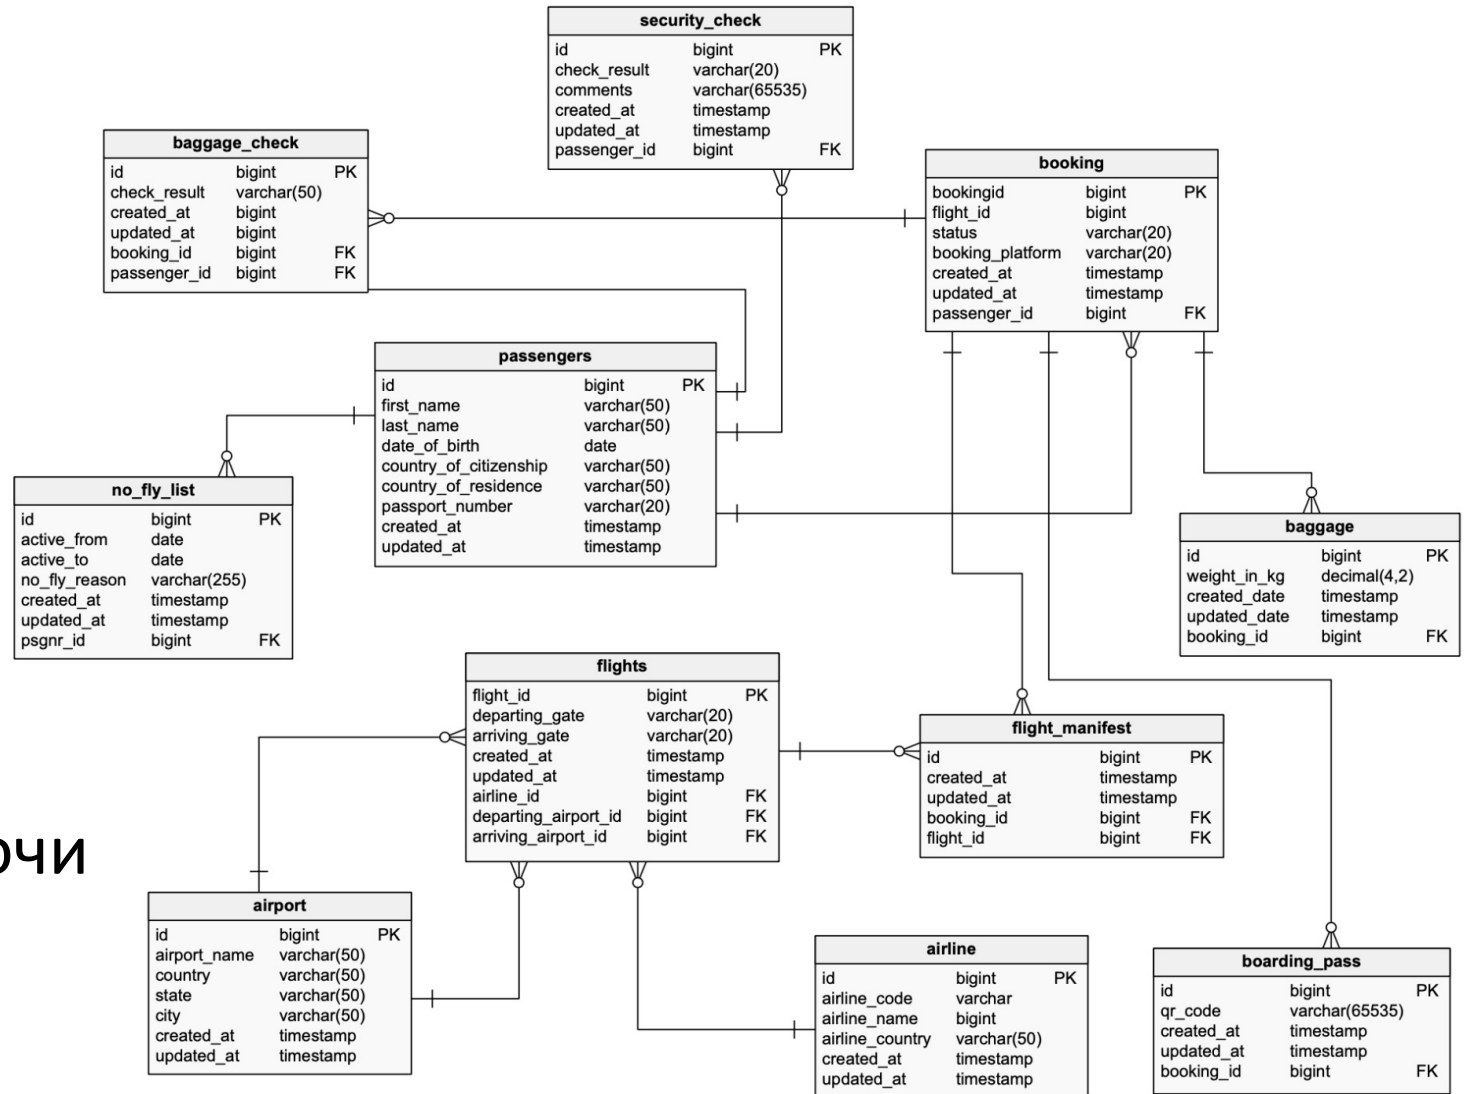 security_check
id bigint PK
check_result varchar(20)
comments varchar(65535)
created_at timestamp
updated_at timestamp
passenger_id bigint FK
baggage_check
id bigint PK
check_result varchar(50)
created_at bigint
updated_at bigint
booking_id bigint FK
passenger_id bigint FK
booking
bookingid bigint PK
flight_id bigint
status varchar(20)
booking_platform varchar(20)
created_at timestamp
updated_at timestamp
passenger_id bigint FK
passengers
id bigint PK
first_name varchar(50)
last_name varchar(50)
date_of_birth date
country_of_citizenship varchar(50)
country_of_residence varchar(50)
passport_number varchar(20)
created_at timestamp
updated_at timestamp
no_fly_list
id bigint PK
active_from date
active_to date
no_fly_reason varchar(255)
created_at timestamp
updated_at timestamp
psgnr_id bigint FK
baggage
id bigint PK
weight_in_kg decimal(4,2)
created_date timestamp
updated_date timestamp
booking_id bigint FK
flights
flight_id bigint PK
departing_gate varchar(20)
arriving_gate varchar(20)
created_at timestamp
updated_at timestamp
airline_id bigint FK
departing_airport_id bigint FK
arriving_airport_id bigint FK
flight_manifest
id bigint PK
created_at timestamp
updated_at timestamp
booking_id bigint FK
flight_id bigint FK
очи
airport
id bigint PK
airport_name varchar(50)
country varchar(50)
state varchar(50)
city varchar(50)
created_at timestamp
updated_at timestamp
airline
id bigint PK
airline_code varchar
airline_name bigint
airline_country varchar(50)
created_at timestamp
updated_at timestamp
boarding_pass
id bigint PK
qr_code varchar(65535)
created_at timestamp
updated_at timestamp
booking_id bigint FK